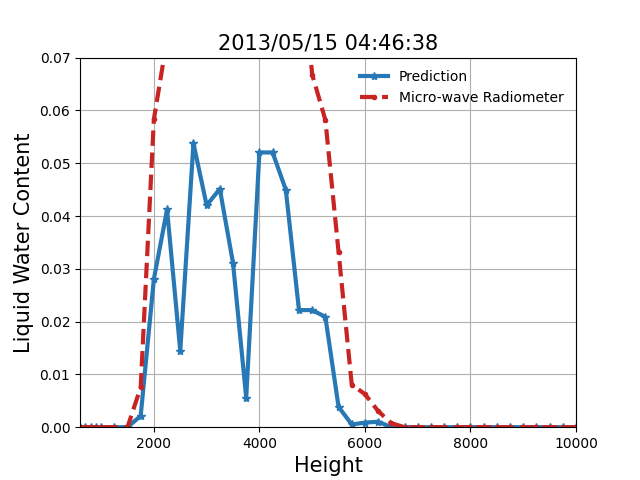 2013/05/15 04:46:38
0.07
0.06
0.05
0.04
0.03
0.02
0.01
0.00
Liquid Water Content
Prediction
Micro-wave Radiometer
2000 4000 6000 8000 10000
Height